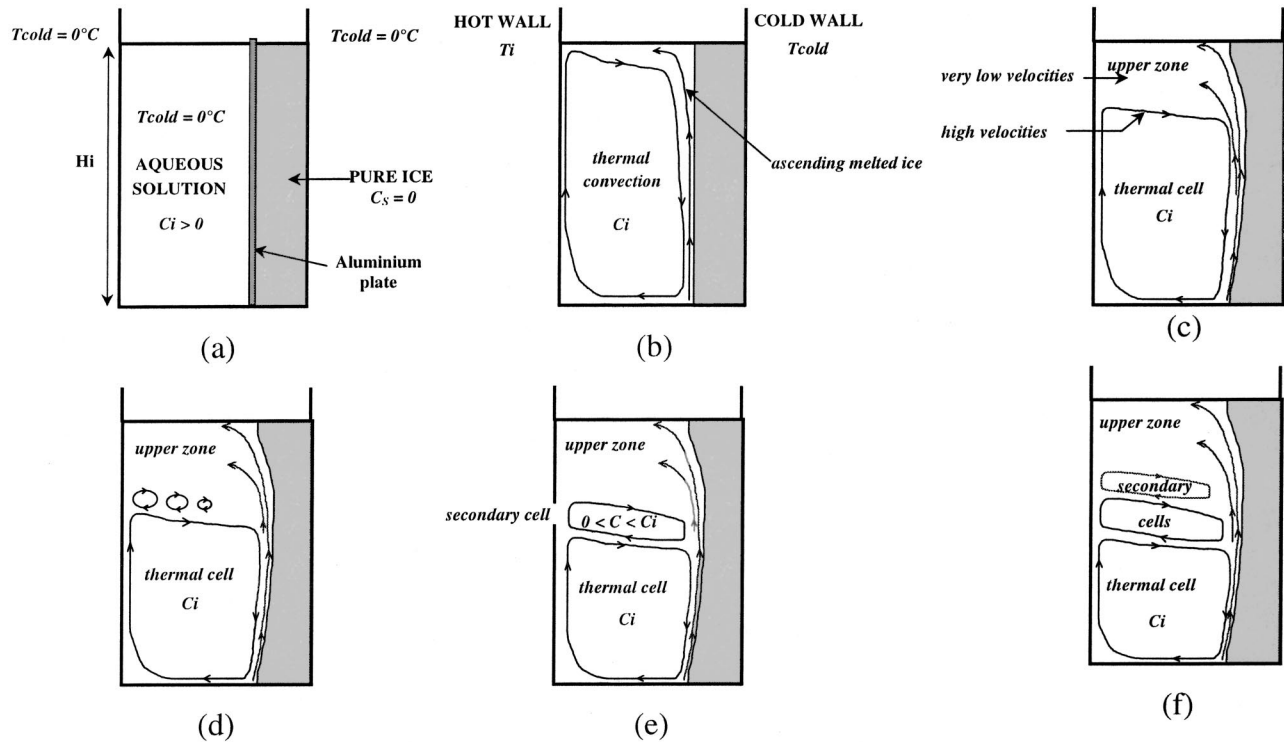 Tcold = 0°C
Tcold = 0°C
Hi
Tcold = 0°C
AQUEOUS
SOLUTION
Ci > 0
PURE ICE
Cs = 0
Aluminium
plate
(a)
HOT WALL
Ti
COLD WALL
Tcold
thermal
convection
Ci
ascending melted ice
(b)
very low velocities
high velocities
upper zone
thermal cell
Ci
(c)
upper zone
thermal cell
Ci
(d)
upper zone
secondary cell
0 < C < Ci
thermal cell
Ci
(e)
upper zone
secondary
cells
thermal cell
Ci
(f)